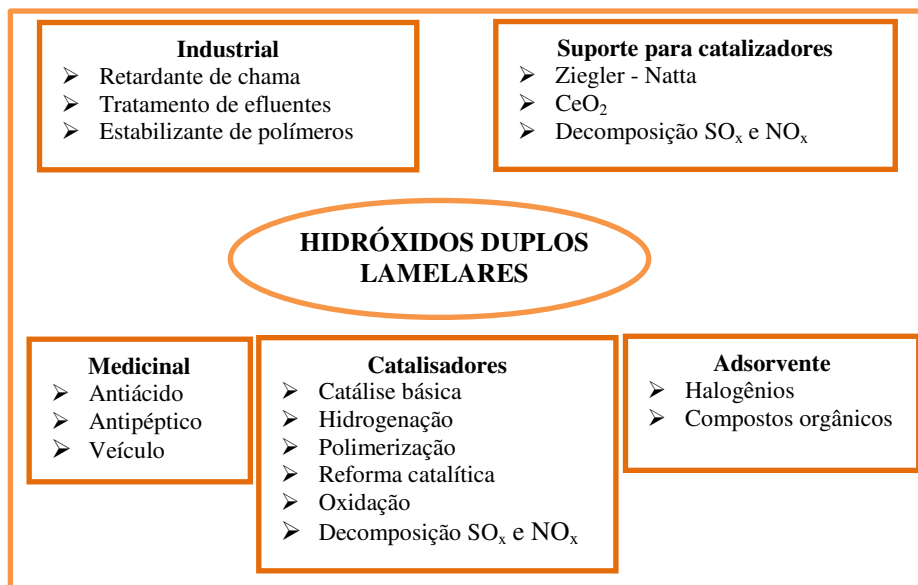 Industrial
➢ Retardante de chama
➢ Tratamento de efluentes
➢ Estabilizante de polímeros
Suporte para catalizadores
➢ Ziegler - Natta
➢ CeO₂
➢ Decomposição SOₓ e NOₓ
HIDRÓXIDOS DUPLOS
LAMELARES
Medicinal
➢ Antiácido
➢ Antipéptico
➢ Veículo
Catalisadores
➢ Catálise básica
➢ Hidrogenação
➢ Polimerização
➢ Reforma catalítica
➢ Oxidação
➢ Decomposição SOₓ e NOₓ
Adsorvente
➢ Halogênios
➢ Compostos orgânicos